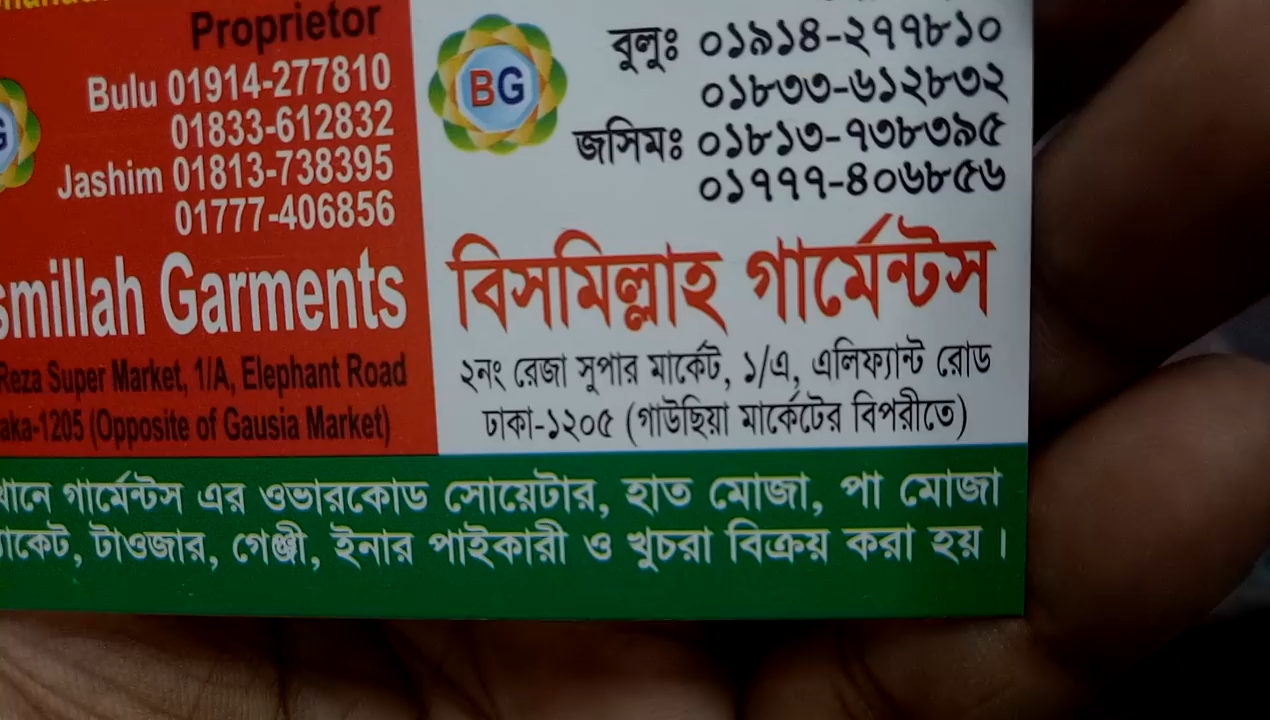 Proprietor
Bulu 01914-277810
01833-612832
Jashim 01813-738395
01777-406856
smillah Garments
Reza Super Market, 1/A, Elephant Road
aka-1205 (Opposite of Gausia Market)
BG
বুলুঃ ০১৯১৪-২৭৭৮১০
০১৮৩৩-৬১২৮৩২
জসিমঃ ০১৮১৩-৭৩৮৩৯৫
০১৭৭৭-৪০৬৮৫৬
বিসমিল্লাহ গার্মেন্টস
২নং রেজা সুপার মার্কেট, ১/এ, এলিফ্যান্ট রোড
ঢাকা-১২০৫ (গাউছিয়া মার্কেটের বিপরীতে)
খানে গার্মেন্টস এর ওভারকোড সোয়েটার, হাত মোজা, পা মোজা
্যাকেট, টাওজার, গেঞ্জী, ইনার পাইকারী ও খুচরা বিক্রয় করা হয়।